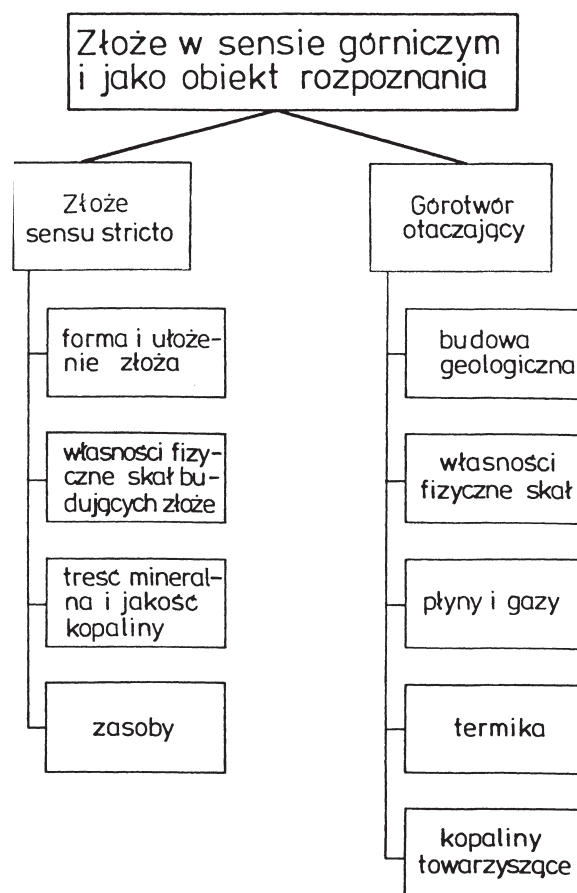 Złoże w sensie górniczym
i jako obiekt rozpoznania
Złoże
sensu stricto
forma i ułoże-
nie złoża
własności fizy-
czne skał bu-
dujących złoże
treść mineral-
na i jakość
kopaliny
zasoby
Górotwór
otaczający
budowa
geologiczna
własności
fizyczne skał
płyny i gazy
termika
kopaliny
towarzyszące